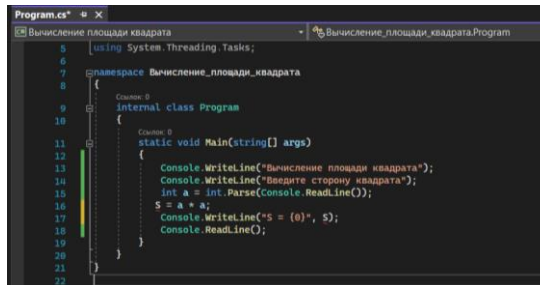 Program.cs*
Вычисление площади квадрата Вычисление_площади_квадрата.Program
5 using System.Threading.Tasks;
6
7 namespace Вычисление_площади_квадрата
8 {
Ссылок: 0
9 internal class Program
10 {
Ссылок: 0
11 static void Main(string[] args)
12 {
13 Console.WriteLine("Вычисление площади квадрата");
14 Console.WriteLine("Введите сторону квадрата");
15 int a = int.Parse(Console.ReadLine());
16 S = a * a;
17 Console.WriteLine("S = {0}", S);
18 Console.ReadLine();
19 }
20 }
21 }
22